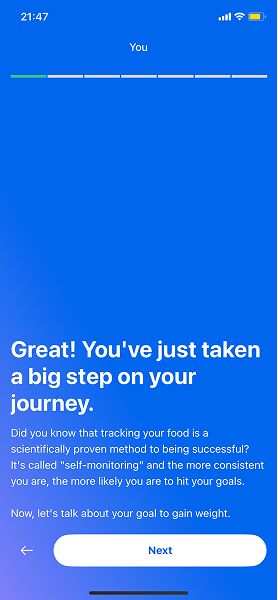 21:47
You
Great! You've just taken
a big step on your
journey.
Did you know that tracking your food is a
scientifically proven method to being successful?
It's called "self-monitoring" and the more consistent
you are, the more likely you are to hit your goals.
Now, let's talk about your goal to gain weight.
Next